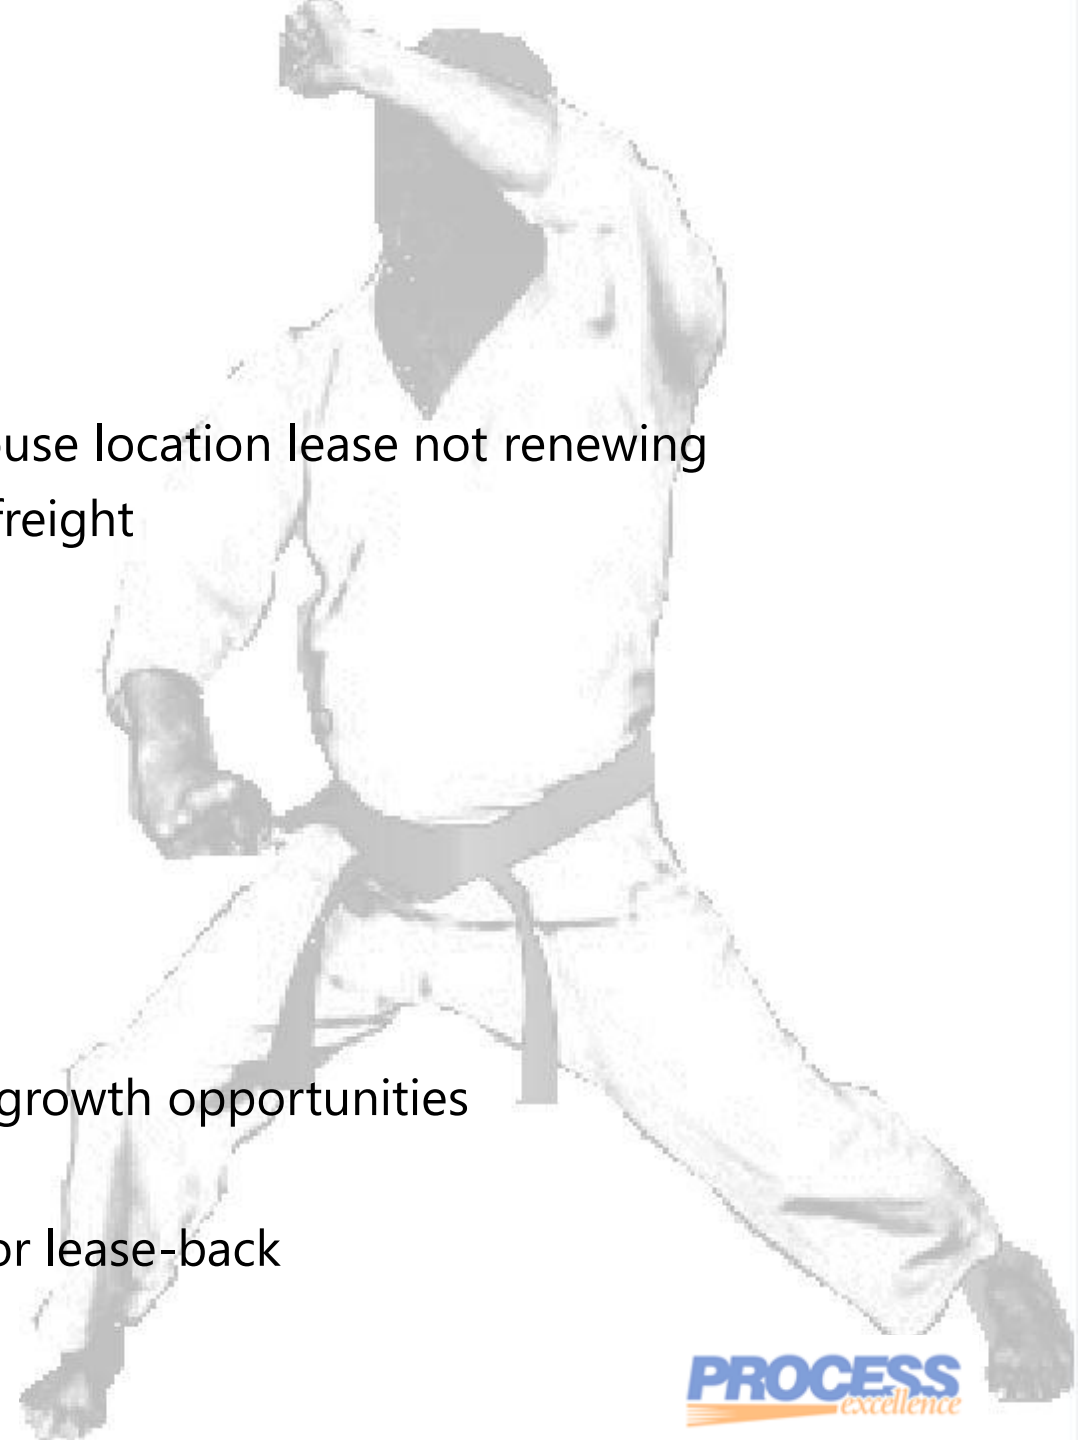 use location lease not renewing
freight
growth opportunities
or lease-back
PROCESS
excellence